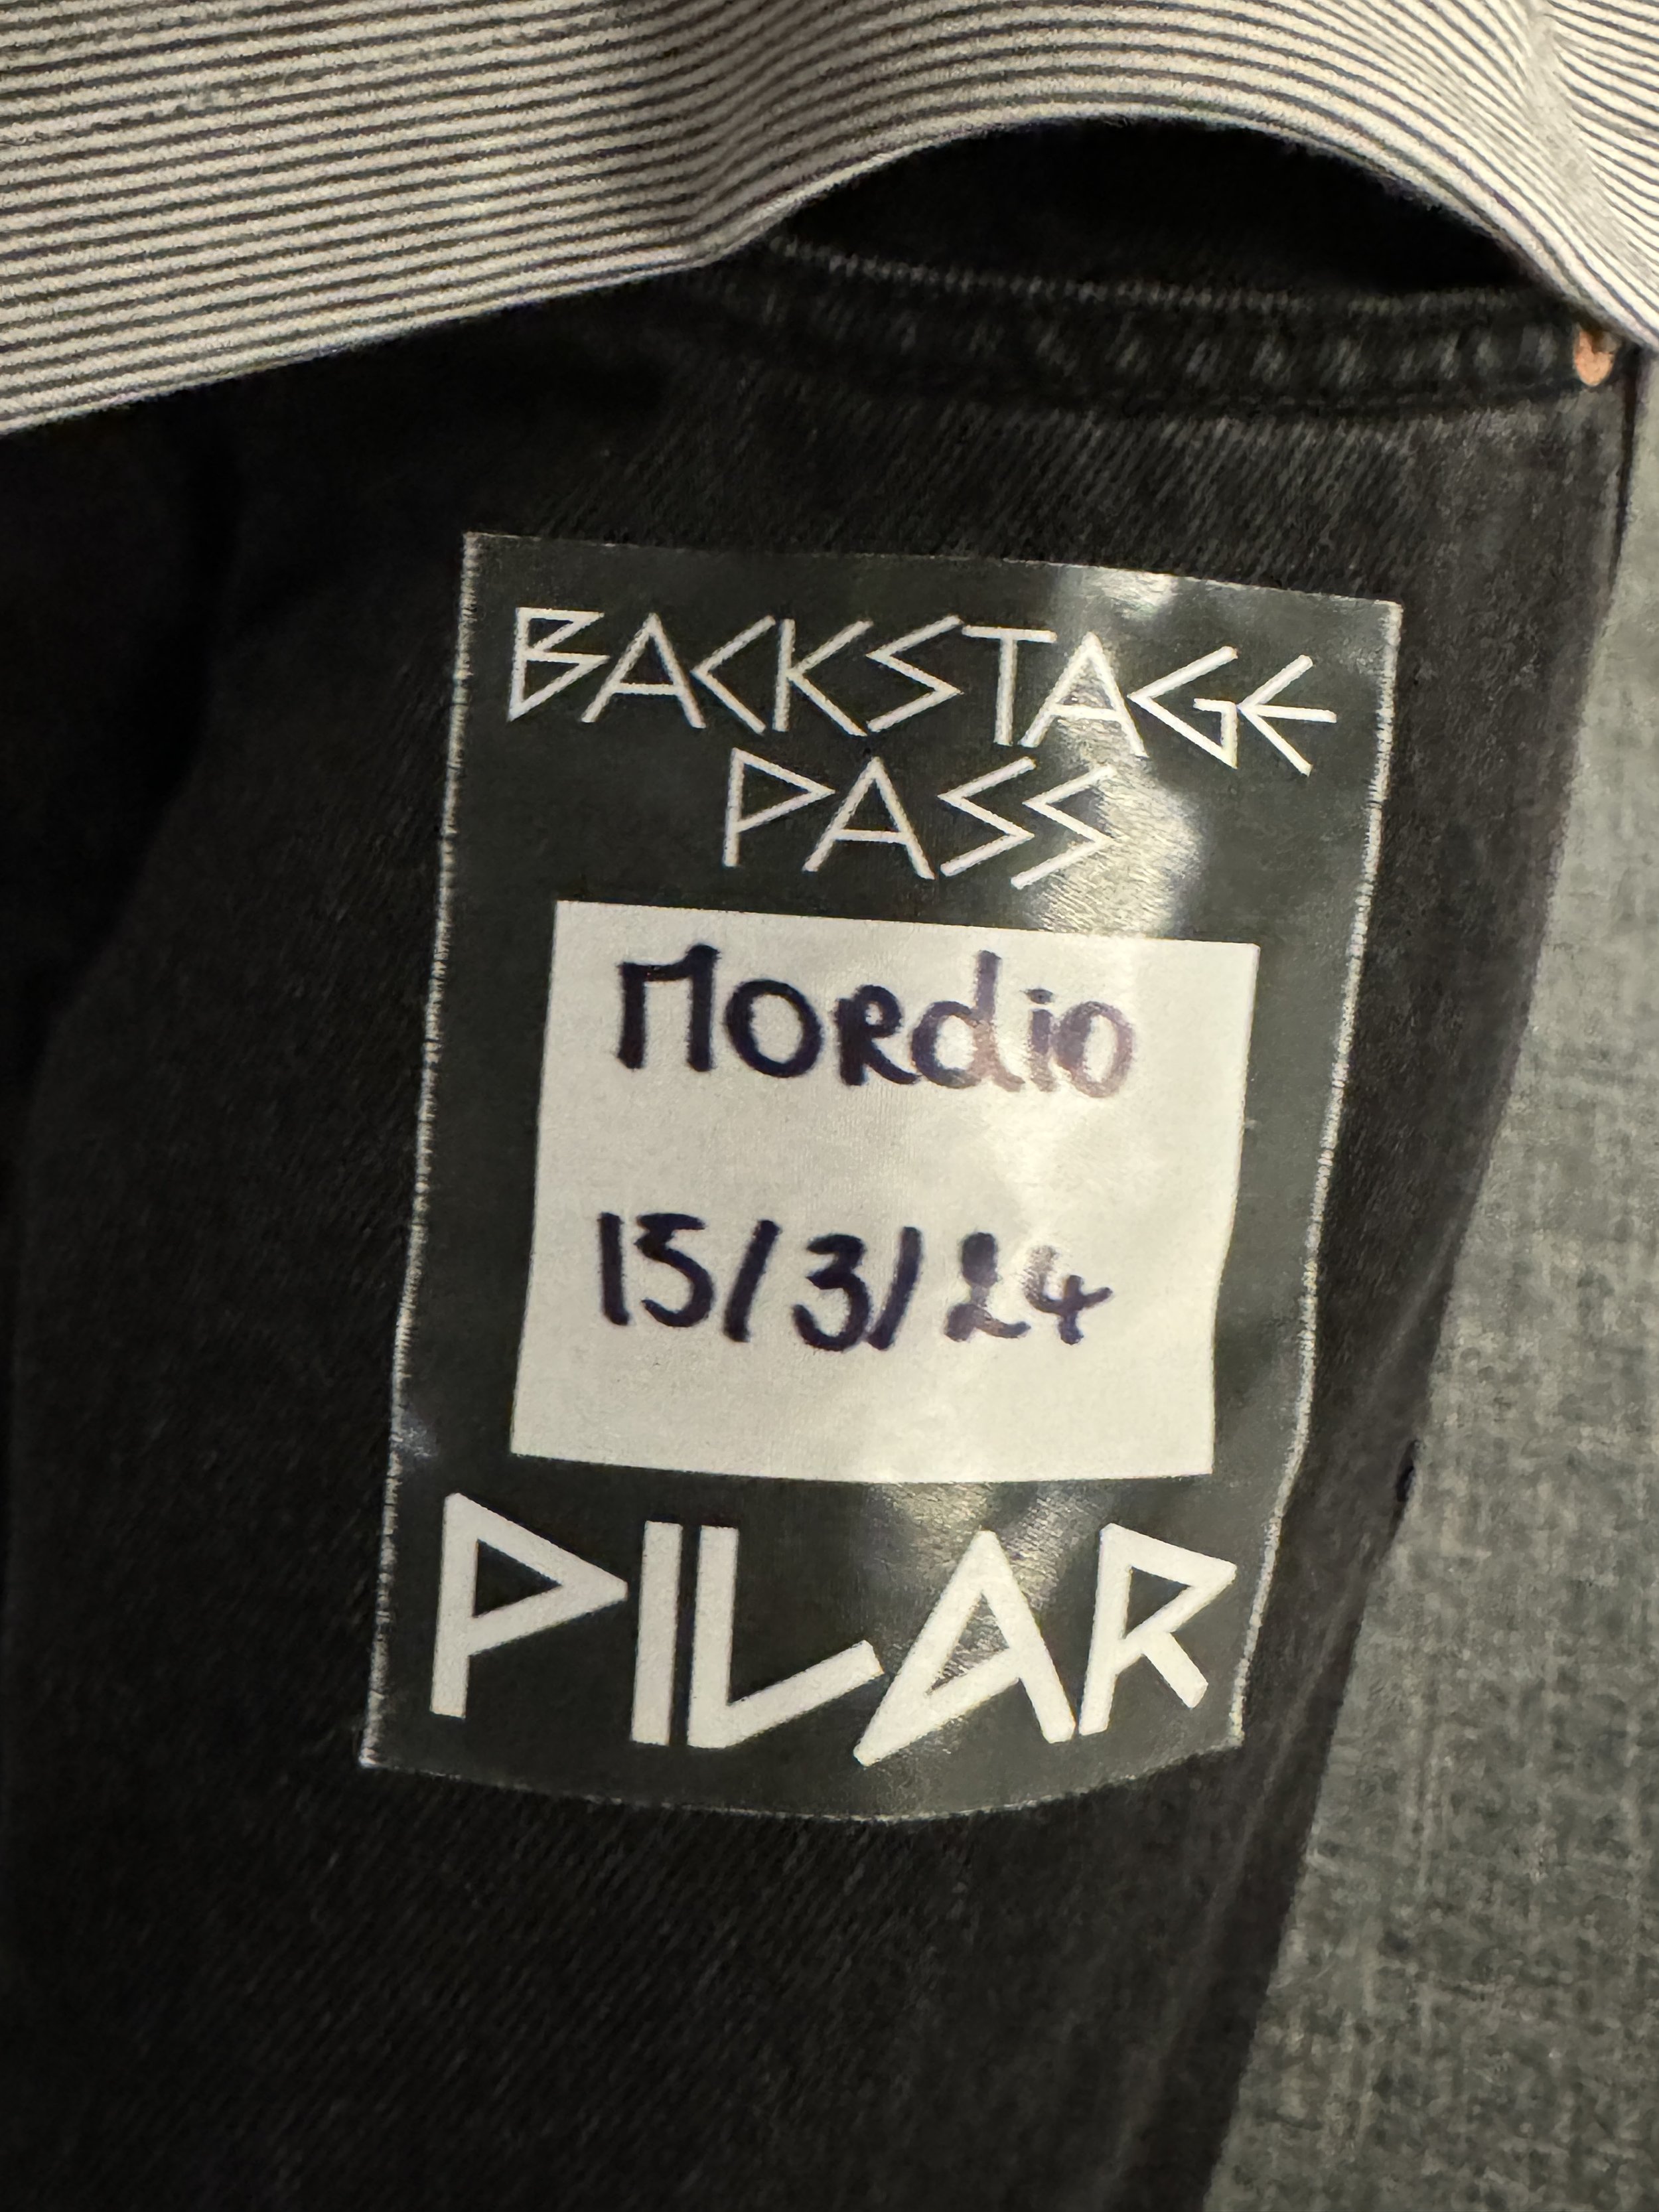 BACKSTAGE
PASS
MORdio
15/3/24
PILAR